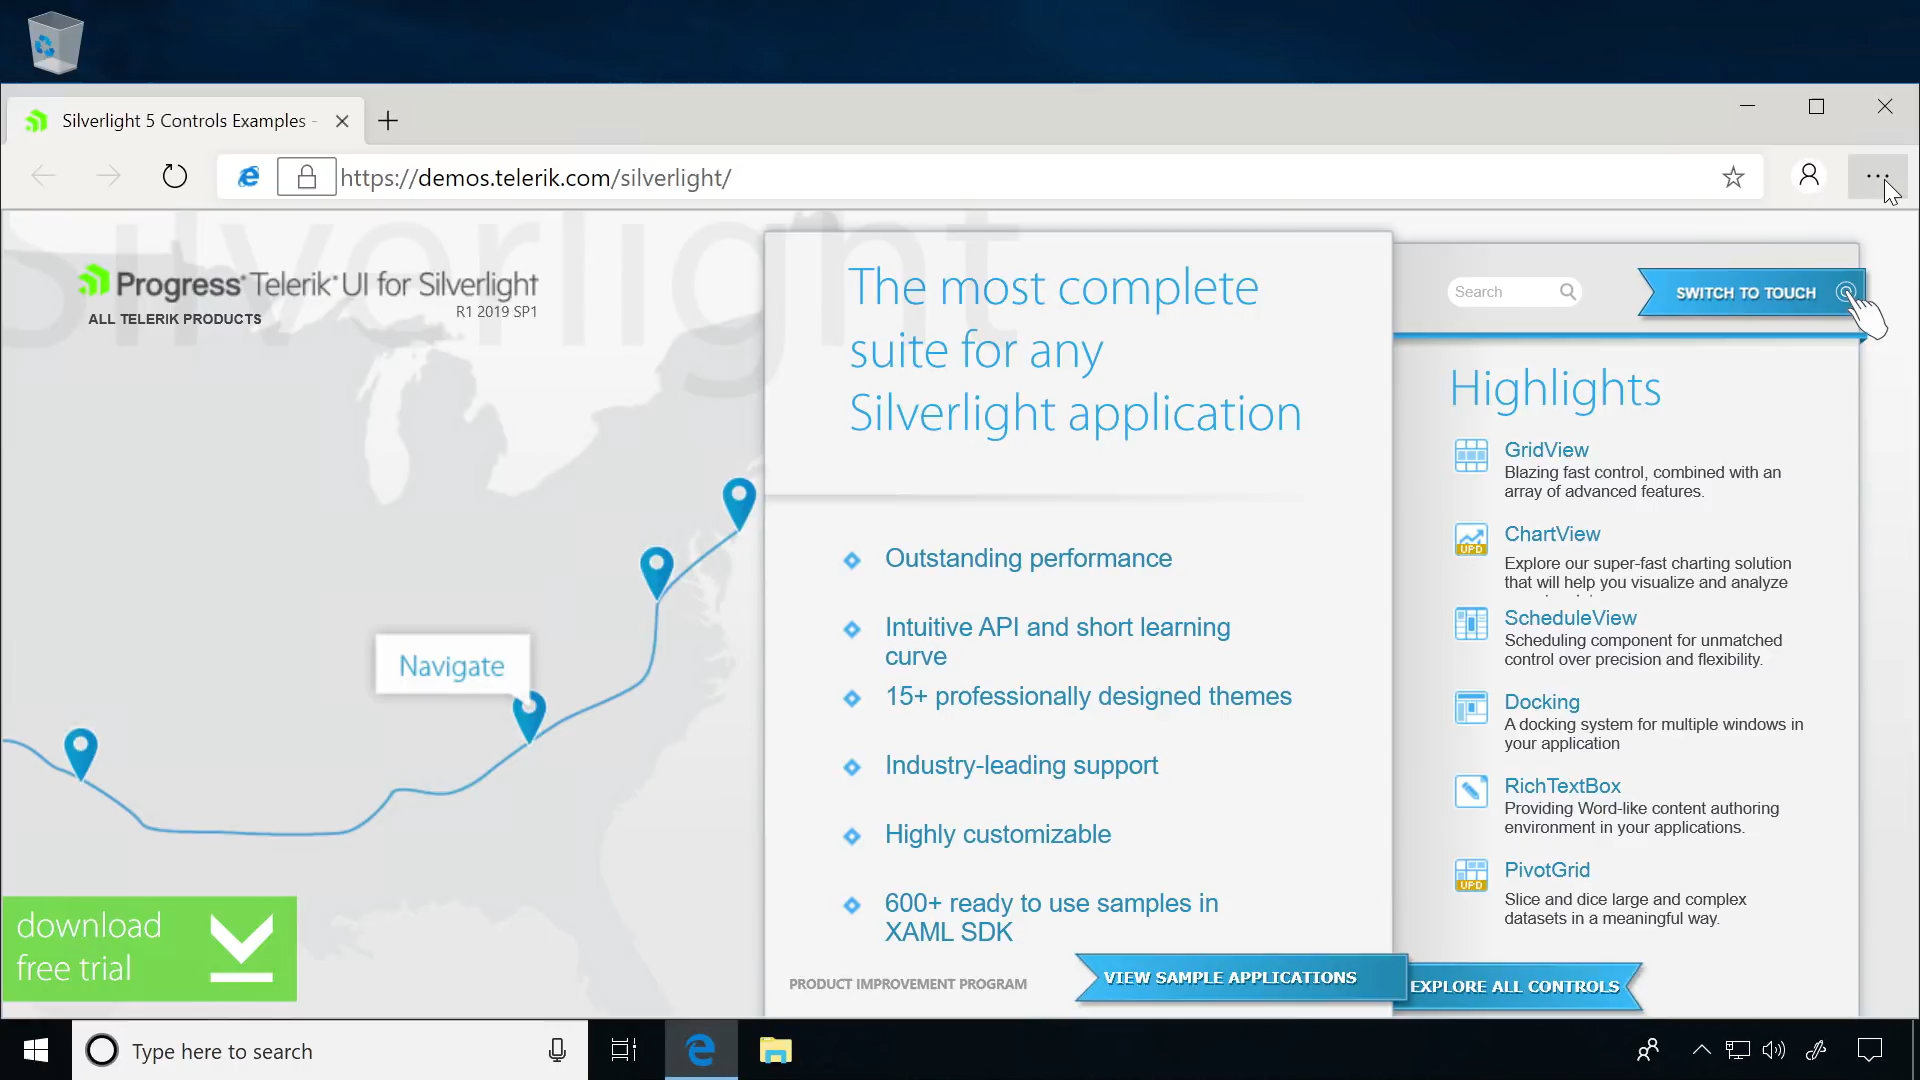 Silverlight 5 Controls Examples -
https://demos.telerik.com/silverlight/
Silverlight
Progress Telerik UI for Silverlight
R1 2019 SP1
ALL TELERIK PRODUCTS
Navigate
download
free trial
The most complete
suite for any
Silverlight application
Outstanding performance
Intuitive API and short learning
curve
15+ professionally designed themes
Industry-leading support
Highly customizable
600+ ready to use samples in
XAML SDK
PRODUCT IMPROVEMENT PROGRAM
VIEW SAMPLE APPLICATIONS
Search
SWITCH TO TOUCH
Highlights
GridView
Blazing fast control, combined with an
array of advanced features.
UPD
ChartView
Explore our super-fast charting solution
that will help you visualize and analyze
ScheduleView
Scheduling component for unmatched
control over precision and flexibility.
Docking
A docking system for multiple windows in
your application
RichTextBox
Providing Word-like content authoring
environment in your applications.
UPD
PivotGrid
Slice and dice large and complex
datasets in a meaningful way.
EXPLORE ALL CONTROLS
Type here to search